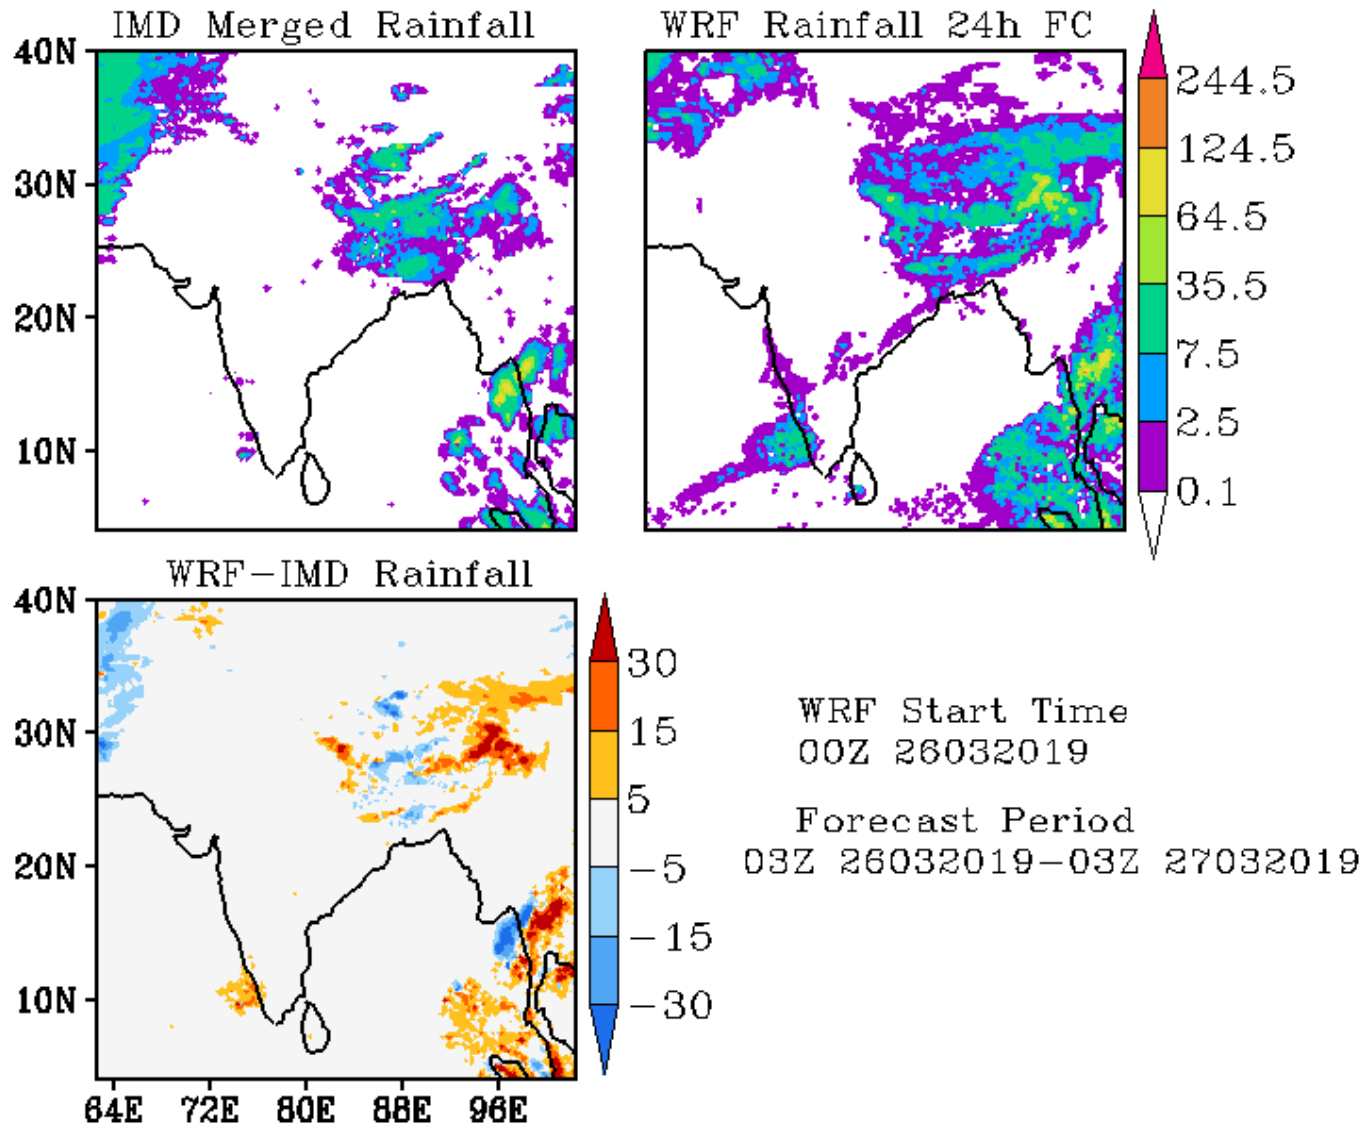 IMD Merged Rainfall
WRF Rainfall 24h FC
40N
30N
20N
10N
244.5
124.5
64.5
35.5
7.5
2.5
0.1
WRF-IMD Rainfall
40N
30N
20N
10N
64E 72E 80E 88E 96E
30
15
5
-5
-15
-30
WRF Start Time
00Z 26032019
Forecast Period
03Z 26032019-03Z 27032019